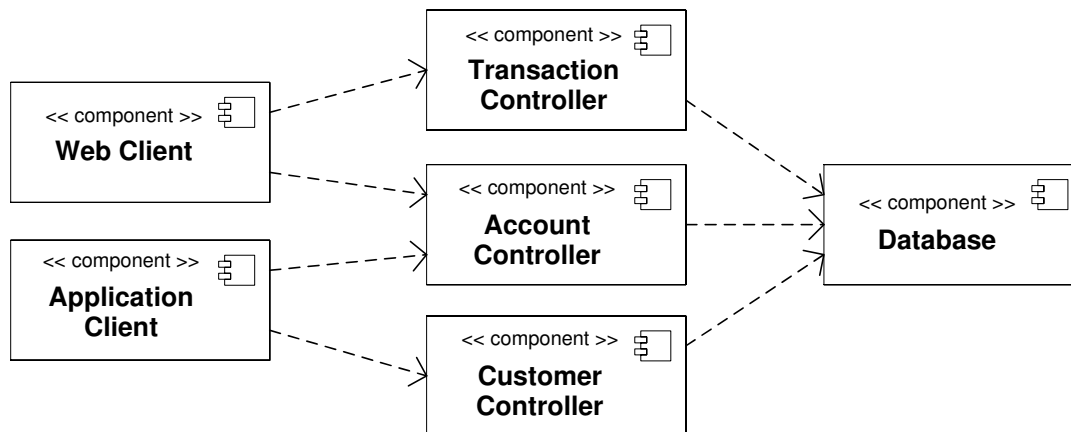 << component >>
Web Client
<< component >>
Application
Client
<< component >>
Transaction
Controller
<< component >>
Account
Controller
<< component >>
Customer
Controller
<< component >>
Database